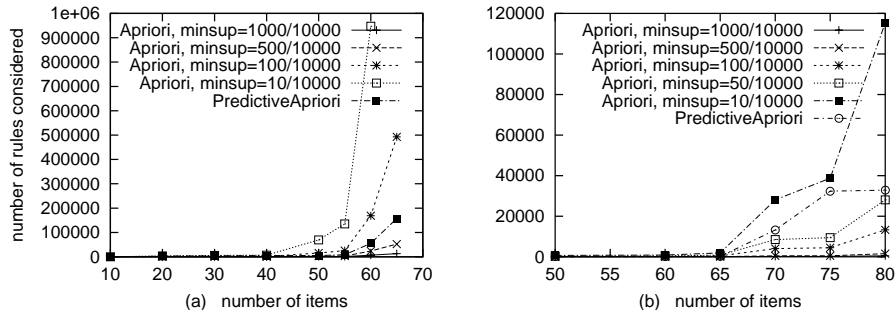 number of rules considered
1e+06
900000
800000
700000
600000
500000
400000
300000
200000
100000
0
Apriori, minsup=1000/10000
Apriori, minsup=500/10000
Apriori, minsup=100/10000
Apriori, minsup=10/10000
PredictiveApriori
10 20 30 40 50 60 70
(a) number of items
120000
100000
80000
60000
40000
20000
0
Apriori, minsup=1000/10000
Apriori, minsup=500/10000
Apriori, minsup=100/10000
Apriori, minsup=50/10000
Apriori, minsup=10/10000
PredictiveApriori
50 55 60 65 70 75 80
(b) number of items